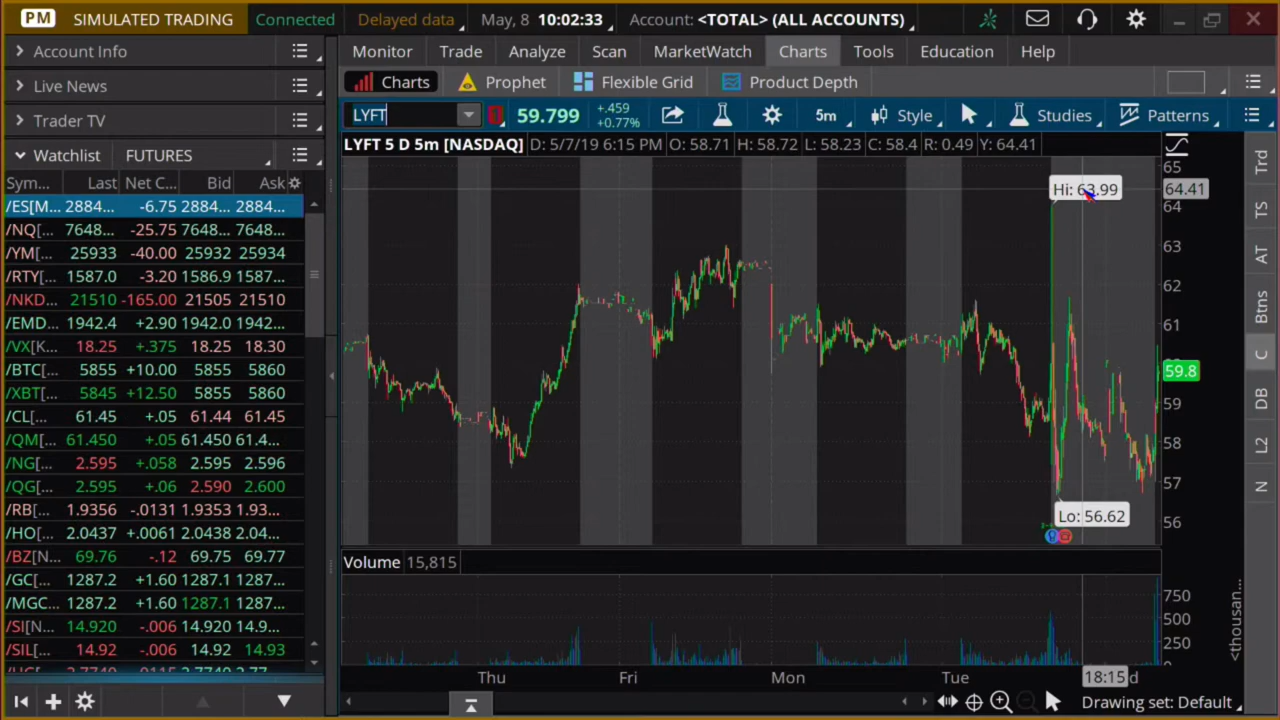 PM SIMULATED TRADING Connected Delayed data May, 8 10:02:33 Account: <TOTAL> (ALL ACCOUNTS)
Account Info
Live News
Trader TV
Watchlist FUTURES
Sym... Last Net C... Bid Ask
/ES[M... 2884... -6.75 2884... 2884...
/NQ[... 7648... -25.75 7648... 7648...
/YM[... 25933 -40.00 25932 25934
/RTY[... 1587.0 -3.20 1586.9 1587...
/NKD... 21510 -165.00 21505 21510
/EMD... 1942.4 +2.90 1942.0 1942...
/VX[K... 18.25 +.375 18.25 18.30
/BTC[... 5855 +10.00 5855 5860
/XBT[... 5845 +12.50 5855 5860
/CL[... 61.45 +.05 61.44 61.45
/QM[... 61.450 +.05 61.450 61.4...
/NG[... 2.595 +.058 2.595 2.596
/QG[... 2.595 +.06 2.590 2.600
/RB[... 1.9356 -.0131 1.9353 1.93...
/HO[... 2.0437 +.0061 2.0438 2.04...
/BZ[N... 69.76 -.12 69.75 69.77
/GC[... 1287.2 +1.60 1287.1 1287...
/MGC... 1287.2 +1.60 1287.1 1287...
/SI[N... 14.920 -.006 14.920 14.9...
/SIL[... 14.92 -.006 14.92 14.93
Monitor Trade Analyze Scan MarketWatch Charts Tools Education Help
Charts Prophet Flexible Grid Product Depth
LYFT 59.799 +.459 +0.77% 5m Style Studies Patterns
LYFT 5 D 5m [NASDAQ] D: 5/7/19 6:15 PM O: 58.71 H: 58.72 L: 58.23 C: 58.4 R: 0.49 Y: 64.41
65
Hi: 63.99 64.41
64
63
62
61
59.8
59
58
57
Lo: 56.62 56
Volume 15,815
750
500
250
0
<thousan...
Thu Fri Mon Tue 18:15 d
Drawing set: Default
Trd
TS
AT
Btns
C
DB
L2
N